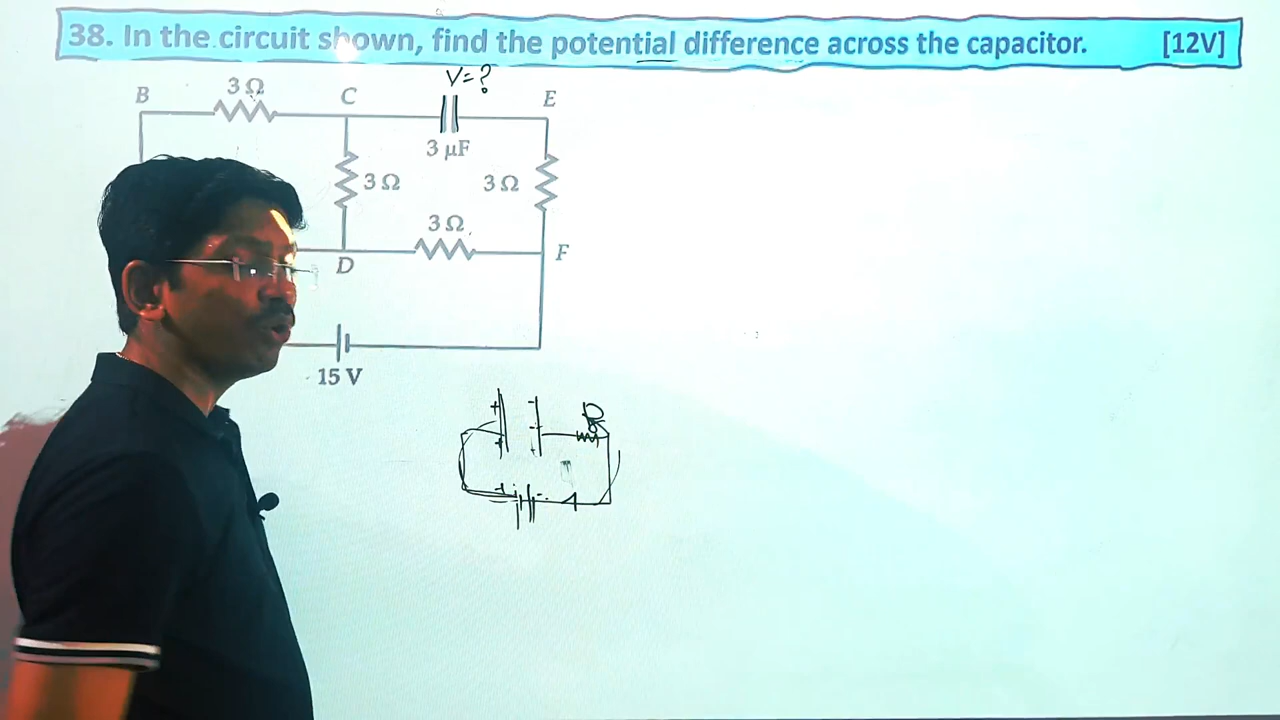 38. In the circuit shown, find the potential difference across the capacitor. [12V]
V=?
B 3 Ω C E
3 μF
3 Ω 3 Ω
3 Ω
D F
15 V
+ -
+ -
+ -